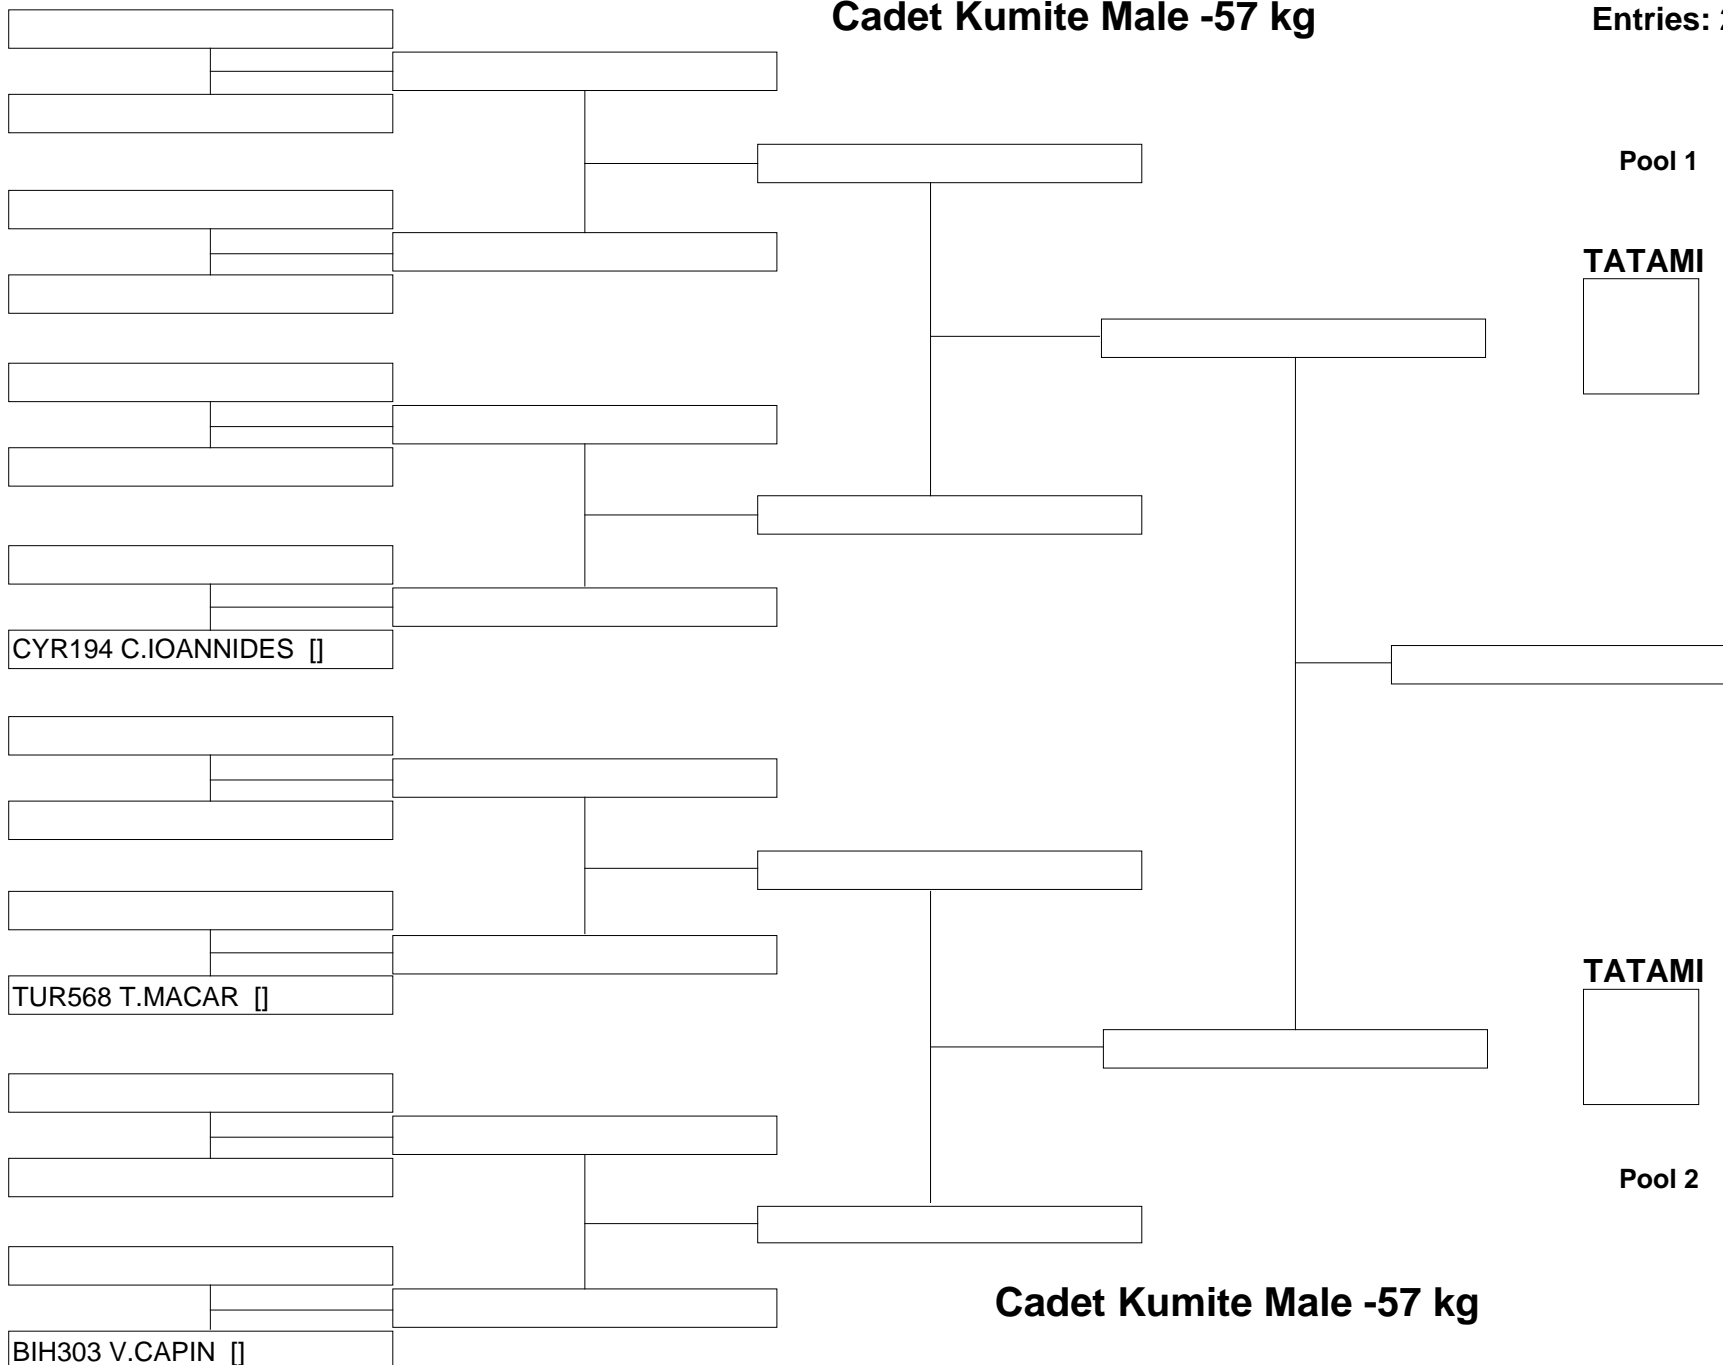 Cadet Kumite Male -57 kg
Entries:
Pool 1
TATAMI
CYR194 C.IOANNIDES []
TUR568 T.MACAR []
TATAMI
Pool 2
Cadet Kumite Male -57 kg
BIH303 V.CAPIN []